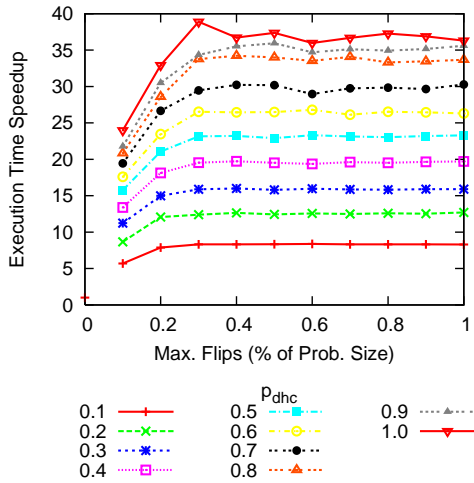 40
35
30
25
20
15
10
5
0
Execution Time Speedup
0 0.2 0.4 0.6 0.8 1
Max. Flips (% of Prob. Size)
p_dhc
0.1 0.5 0.9
0.2 0.6 1.0
0.3 0.7
0.4 0.8